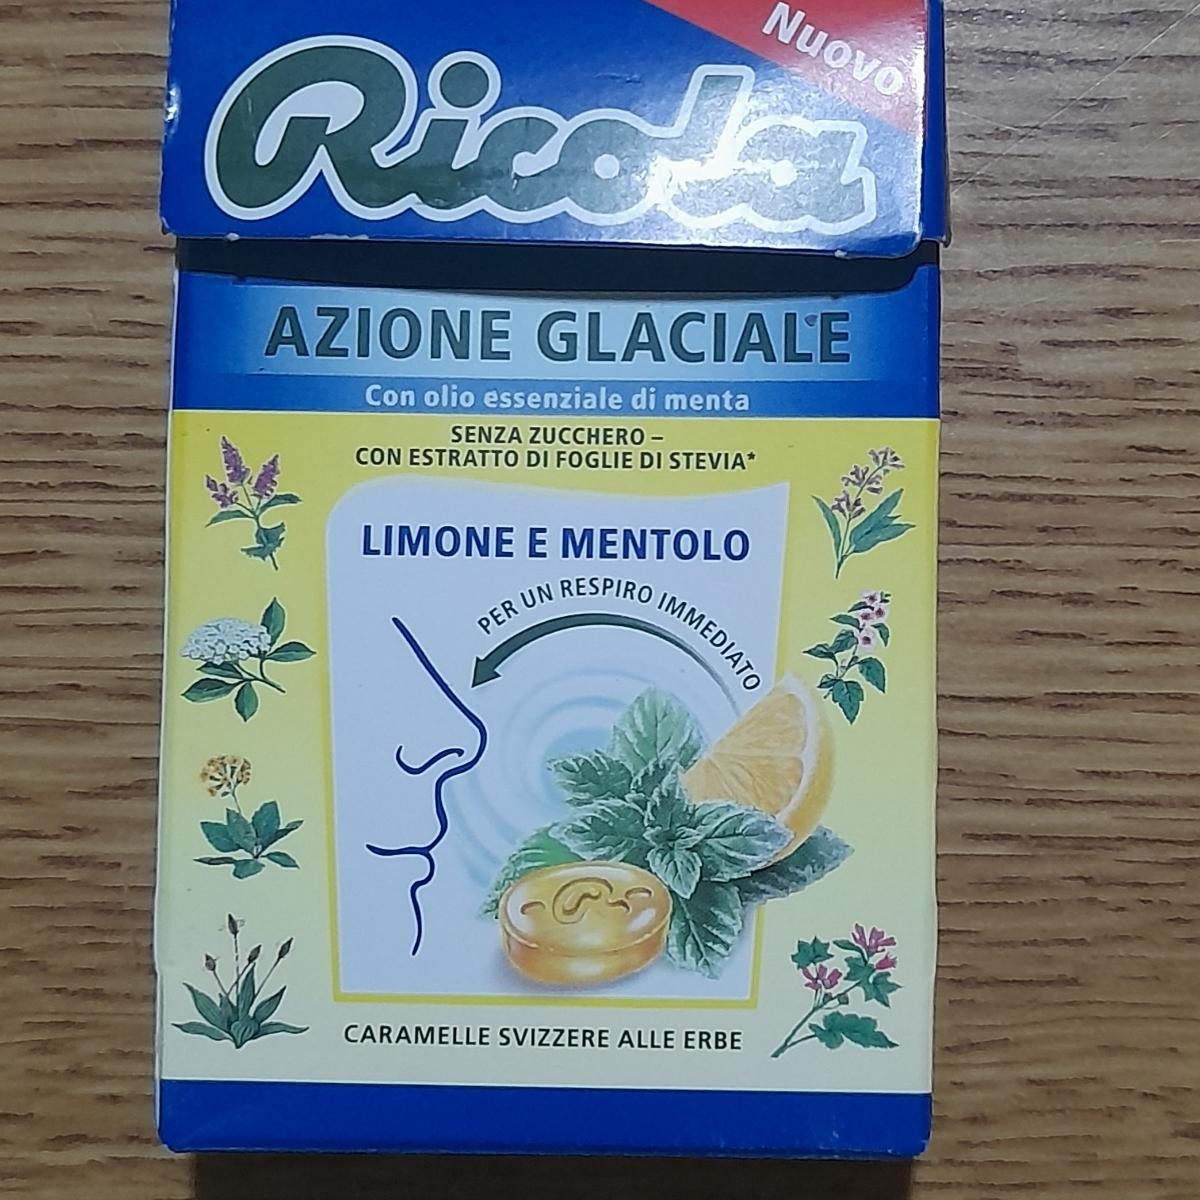 Nuovo
Ricola
AZIONE GLACIALE
Con olio essenziale di menta
SENZA ZUCCHERO –
CON ESTRATTO DI FOGLIE DI STEVIA*
LIMONE E MENTOLO
PER UN RESPIRO IMMEDIATO
CARAMELLE SVIZZERE ALLE ERBE